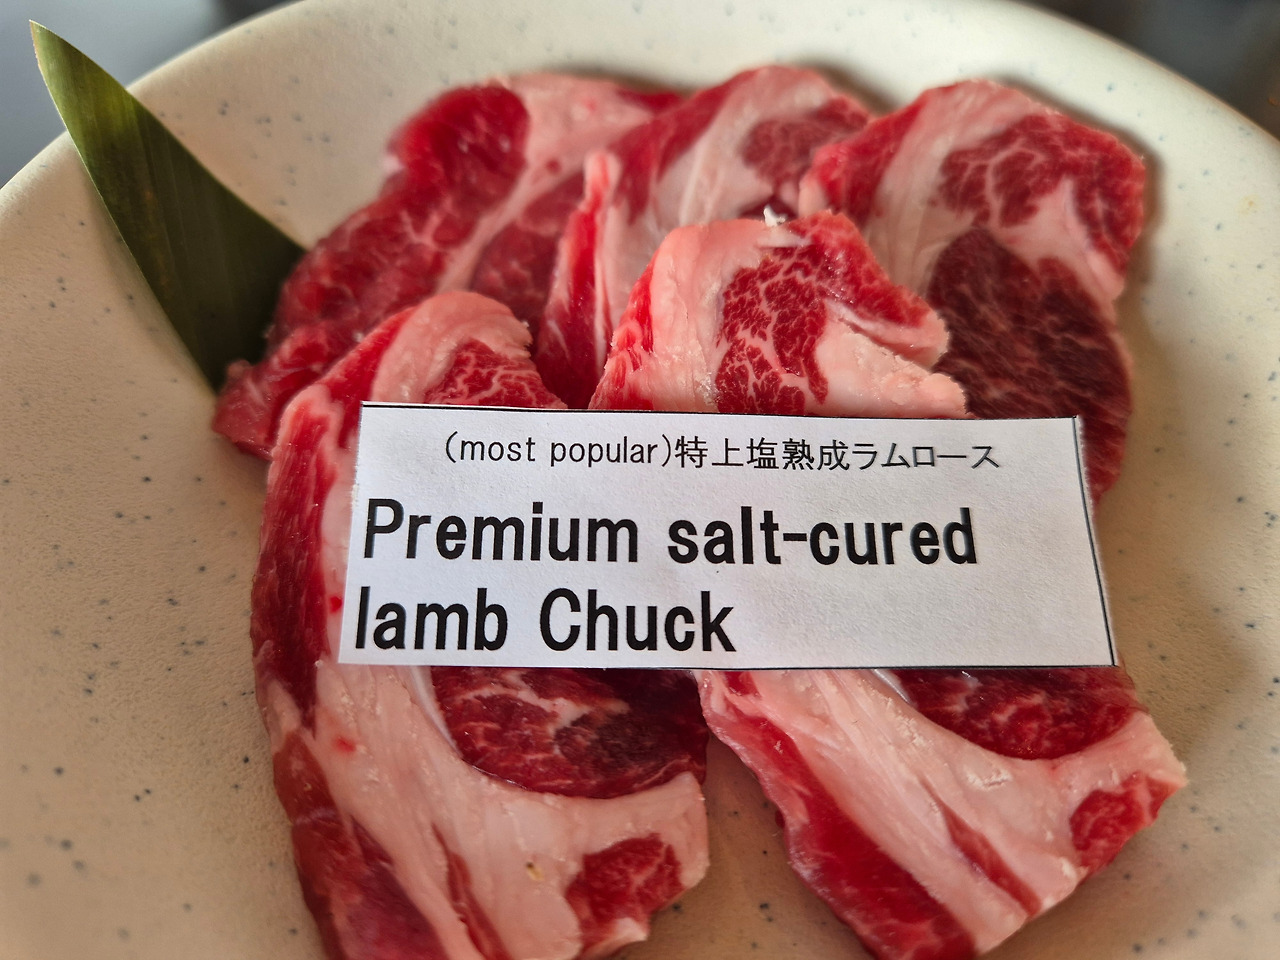 (most popular)特上塩熟成ラムロース
Premium salt-cured
lamb Chuck